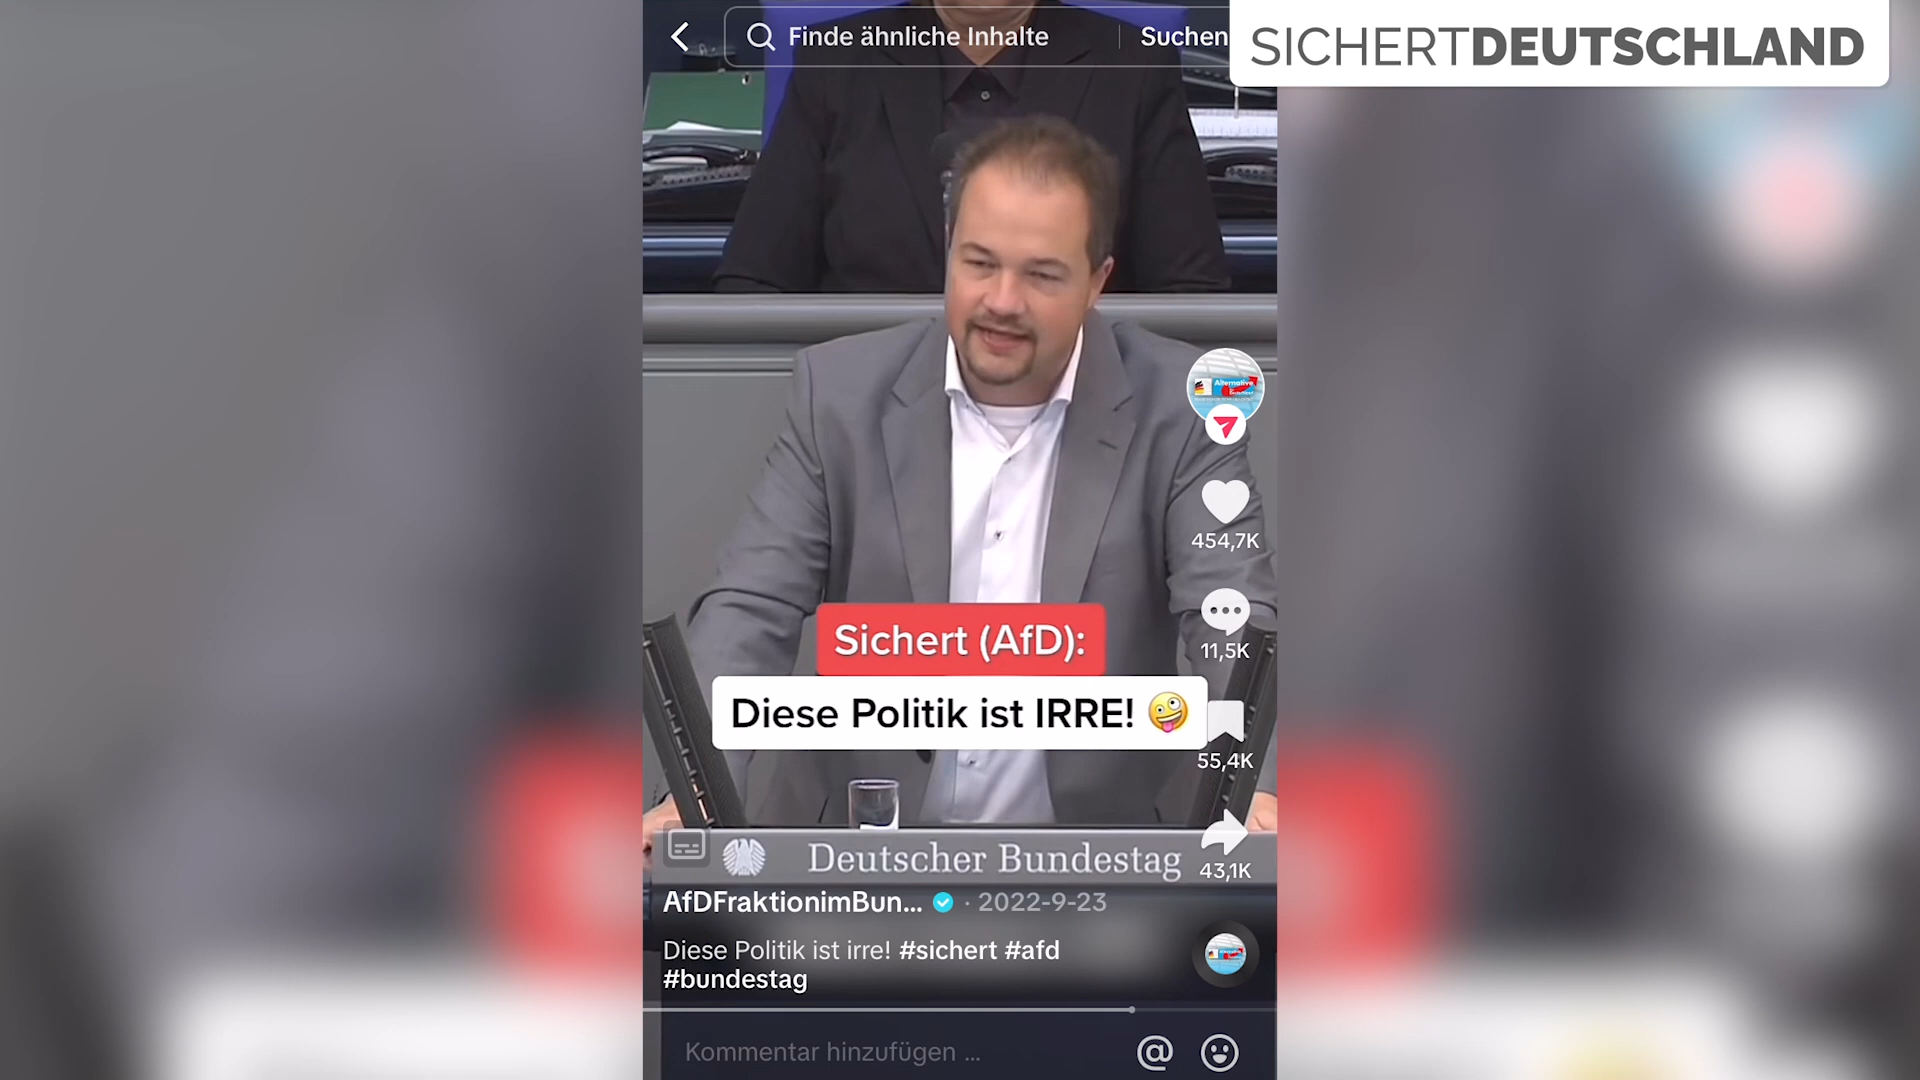 Finde ähnliche Inhalte
Suchen
SICHERTDEUTSCHLAND
Alternative
454,7K
11,5K
Sichert (AfD):
Diese Politik ist IRRE! 🤪
55,4K
43,1K
Deutscher Bundestag
AfDFraktionimBun... · 2022-9-23
Diese Politik ist irre! #sichert #afd
#bundestag
Kommentar hinzufügen ...
@